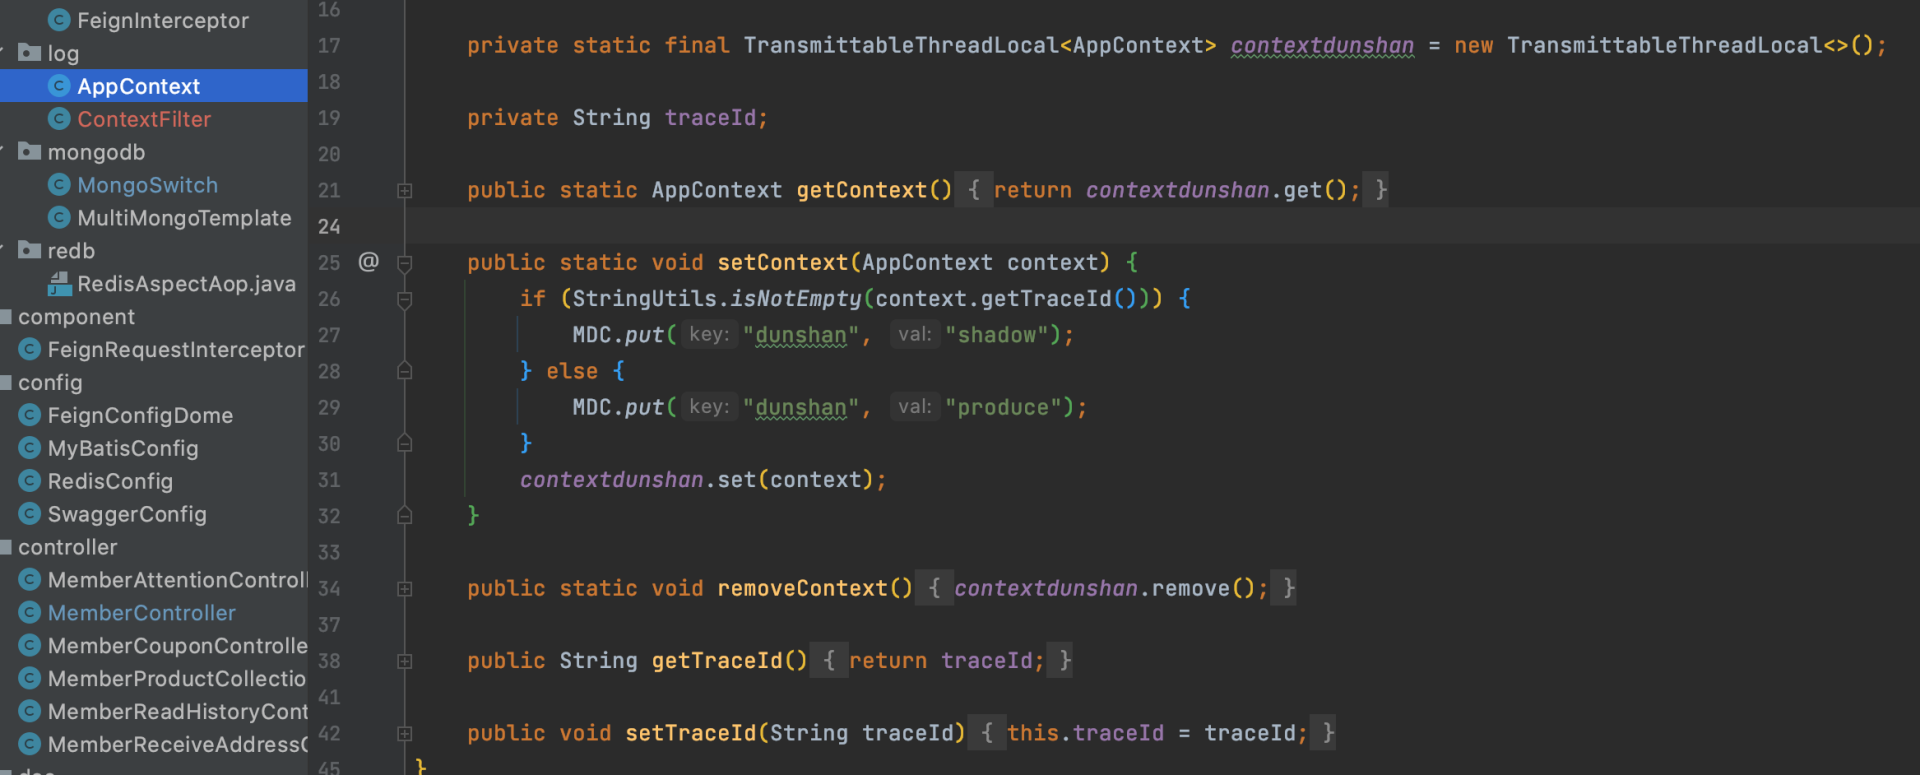 FeignInterceptor
log
AppContext
ContextFilter
mongodb
MongoSwitch
MultiMongoTemplate
redb
RedisAspectAop.java
component
FeignRequestInterceptor
config
FeignConfigDome
MyBatisConfig
RedisConfig
SwaggerConfig
controller
MemberAttentionControll
MemberController
MemberCouponControlle
MemberProductCollectio
MemberReadHistoryCont
MemberReceiveAddressC
16
17 private static final TransmittableThreadLocal<AppContext> contextdunshan = new TransmittableThreadLocal<>();
18
19 private String traceId;
20
21 public static AppContext getContext() { return contextdunshan.get(); }
24
25 @ public static void setContext(AppContext context) {
26 if (StringUtils.isNotEmpty(context.getTraceId())) {
27 MDC.put( key: "dunshan", val: "shadow");
28 } else {
29 MDC.put( key: "dunshan", val: "produce");
30 }
31 contextdunshan.set(context);
32 }
33
34 public static void removeContext() { contextdunshan.remove(); }
37
38 public String getTraceId() { return traceId; }
41
42 public void setTraceId(String traceId) { this.traceId = traceId; }
45 }